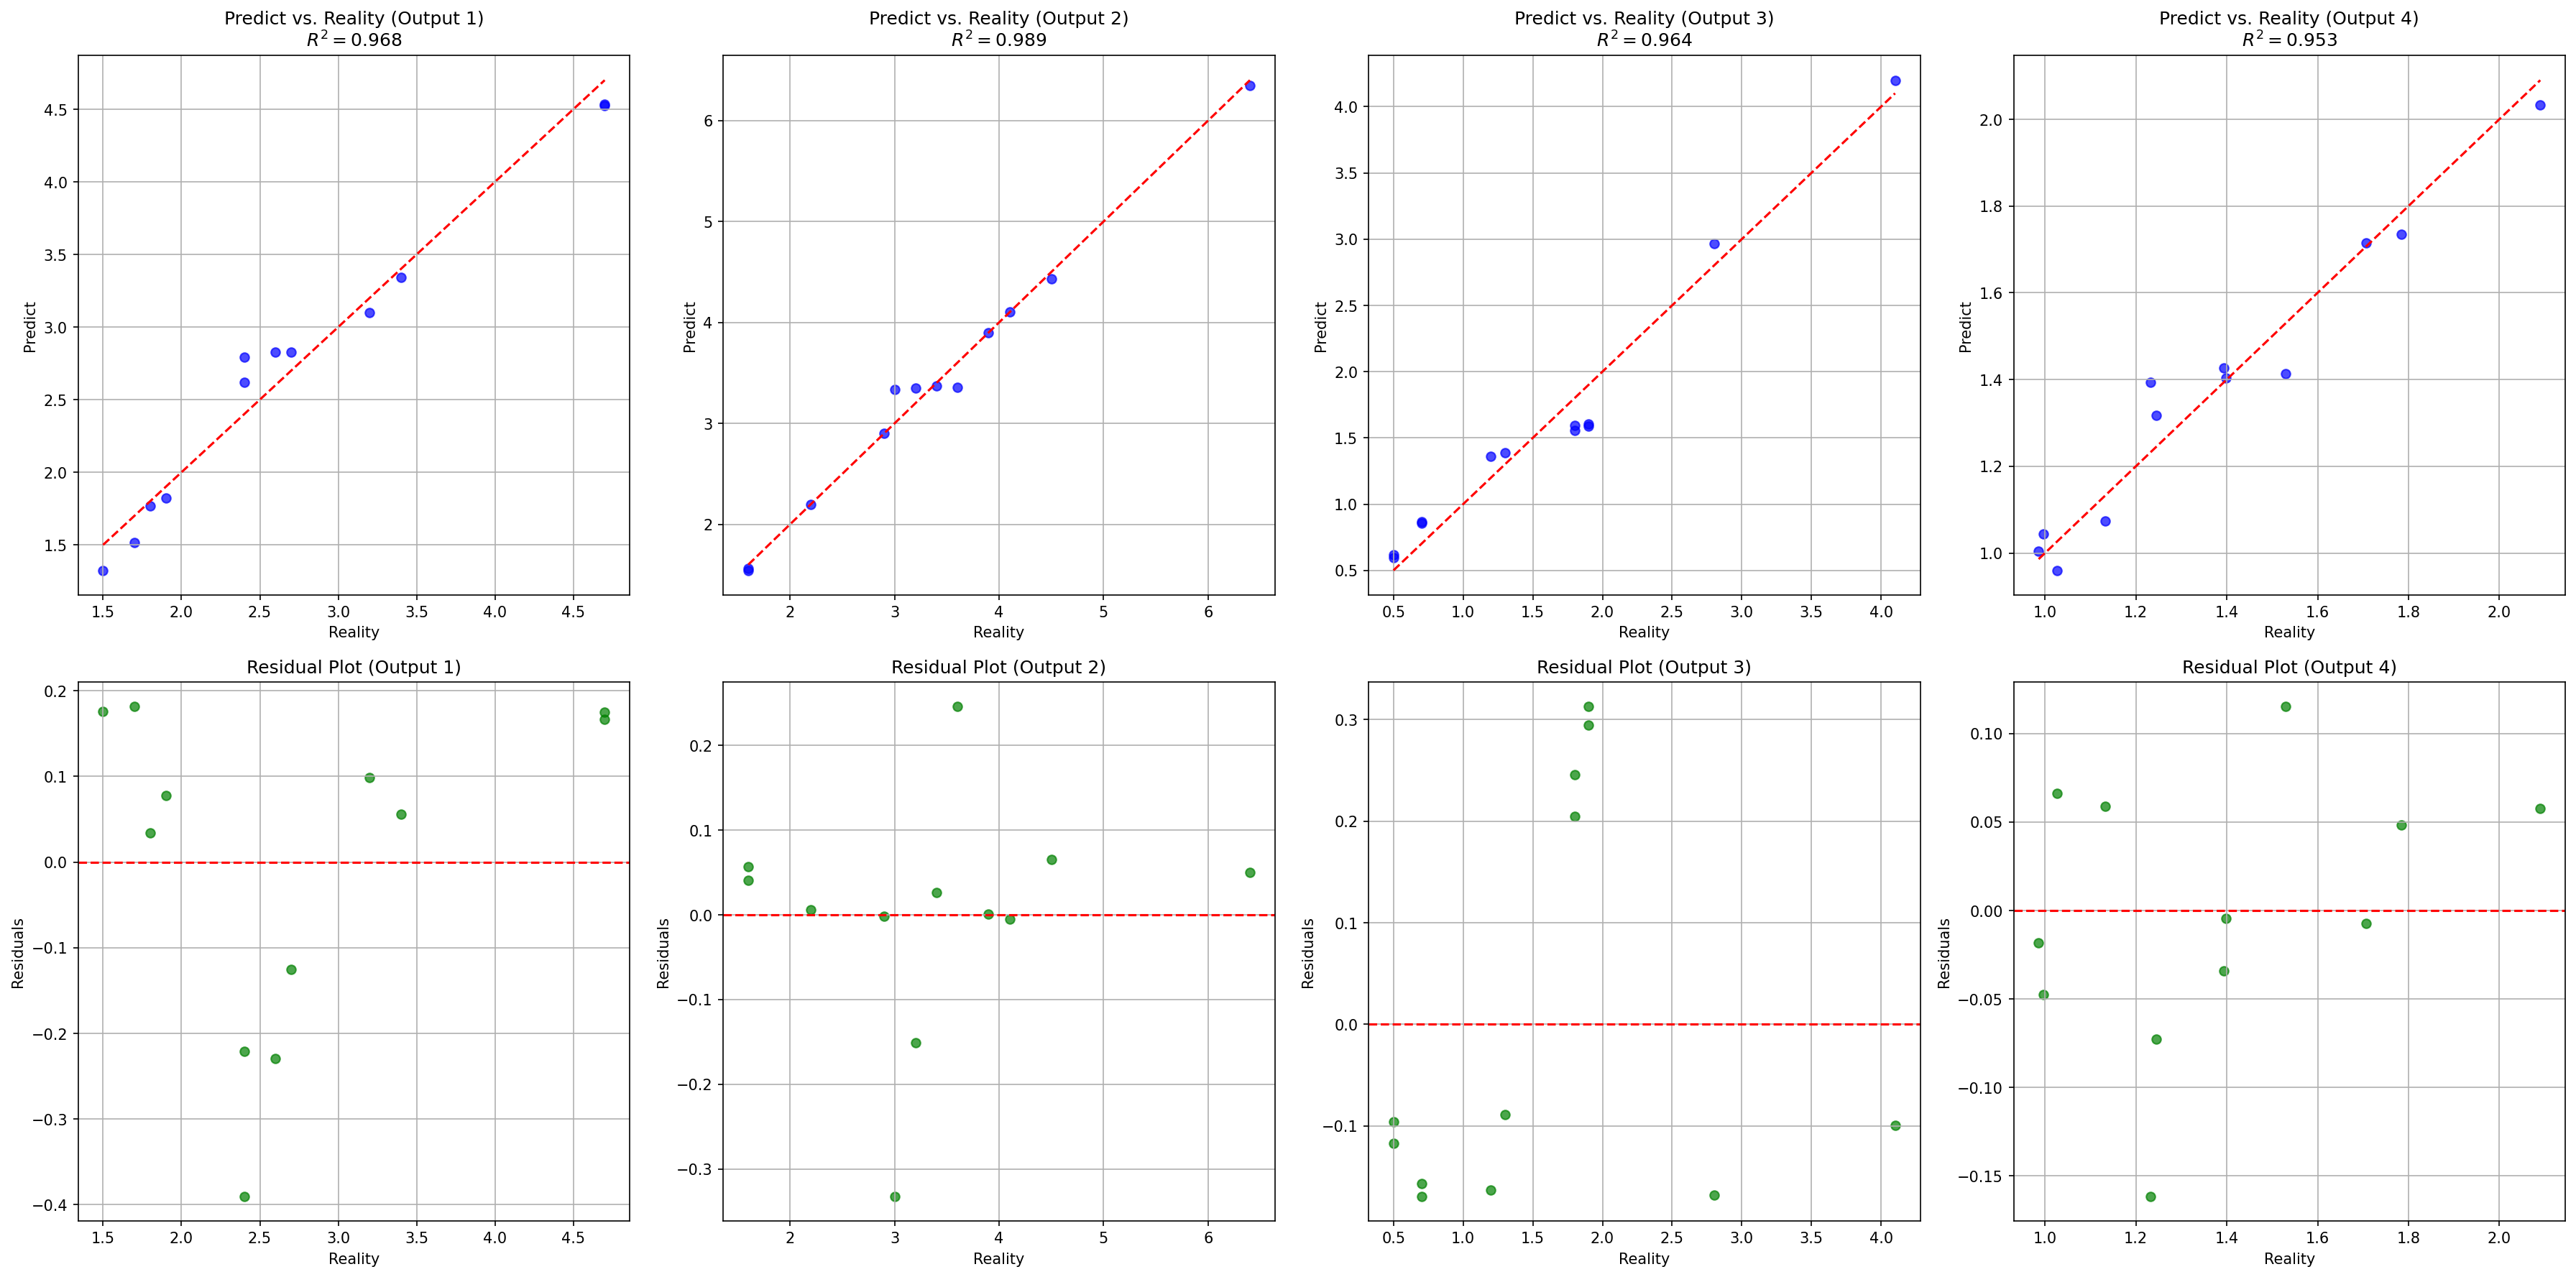 Predict vs. Reality (Output 1)
R² = 0.968
4.5
4.0
3.5
3.0
2.5
2.0
1.5
Predict
1.5 2.0 2.5 3.0 3.5 4.0 4.5
Reality
Predict vs. Reality (Output 2)
R² = 0.989
6
5
4
3
2
Predict
2 3 4 5 6
Reality
Predict vs. Reality (Output 3)
R² = 0.964
4.0
3.5
3.0
2.5
2.0
1.5
1.0
0.5
Predict
0.5 1.0 1.5 2.0 2.5 3.0 3.5 4.0
Reality
Predict vs. Reality (Output 4)
R² = 0.953
2.0
1.8
1.6
1.4
1.2
1.0
Predict
1.0 1.2 1.4 1.6 1.8 2.0
Reality
Residual Plot (Output 1)
0.2
0.1
0.0
−0.1
−0.2
−0.3
−0.4
Residuals
1.5 2.0 2.5 3.0 3.5 4.0 4.5
Reality
Residual Plot (Output 2)
0.2
0.1
0.0
−0.1
−0.2
−0.3
Residuals
2 3 4 5 6
Reality
Residual Plot (Output 3)
0.3
0.2
0.1
0.0
−0.1
Residuals
0.5 1.0 1.5 2.0 2.5 3.0 3.5 4.0
Reality
Residual Plot (Output 4)
0.10
0.05
0.00
−0.05
−0.10
−0.15
Residuals
1.0 1.2 1.4 1.6 1.8 2.0
Reality